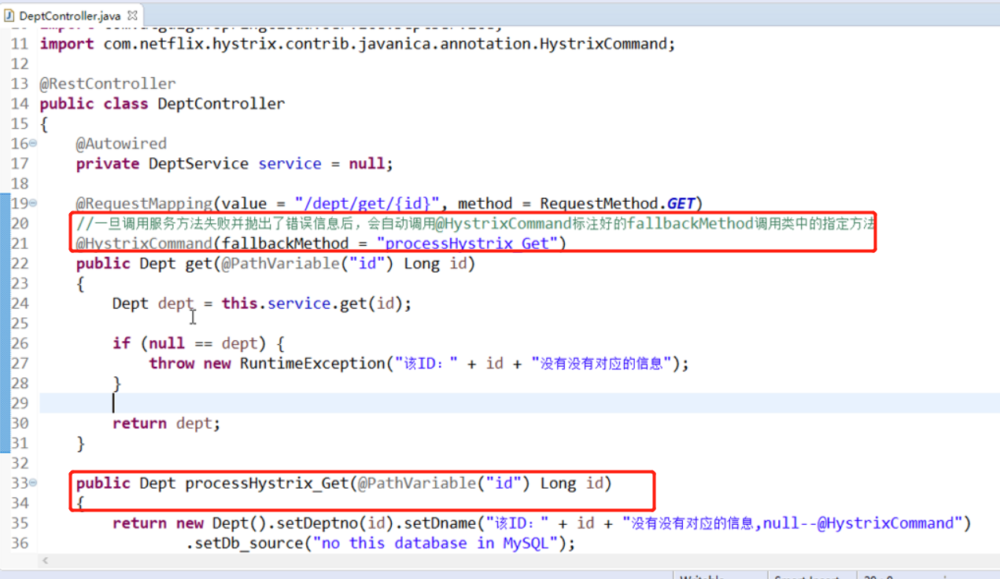 DeptController.java
11 import com.netflix.hystrix.contrib.javanica.annotation.HystrixCommand;
12
13 @RestController
14 public class DeptController
15 {
16 @Autowired
17 private DeptService service = null;
18
19 @RequestMapping(value = "/dept/get/{id}", method = RequestMethod.GET)
20 //一旦调用服务方法失败并抛出了错误信息后，会自动调用@HystrixCommand标注好的fallbackMethod调用类中的指定方法
21 @HystrixCommand(fallbackMethod = "processHystrix_Get")
22 public Dept get(@PathVariable("id") Long id)
23 {
24 Dept dept = this.service.get(id);
25
26 if (null == dept) {
27 throw new RuntimeException("该ID：" + id + "没有没有对应的信息");
28 }
29
30 return dept;
31 }
32
33 public Dept processHystrix_Get(@PathVariable("id") Long id)
34 {
35 return new Dept().setDeptno(id).setDname("该ID：" + id + "没有没有对应的信息,null--@HystrixCommand")
36 .setDb_source("no this database in MySQL");